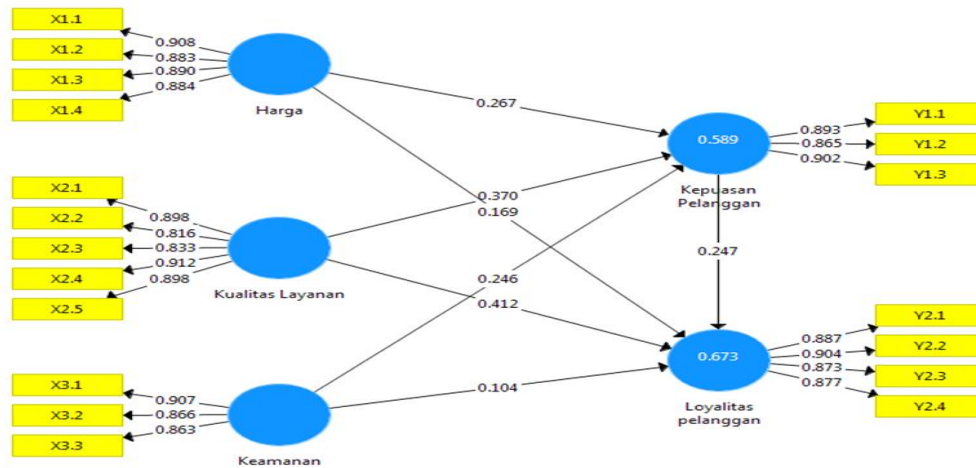 X1.1
X1.2
X1.3
X1.4
0.908
0.883
0.890
0.884
Harga
X2.1
X2.2
X2.3
X2.4
X2.5
0.898
0.816
0.833
0.912
0.898
Kualitas Layanan
X3.1
X3.2
X3.3
0.907
0.866
0.863
Keamanan
0.267
0.370
0.169
0.246
0.412
0.104
0.589
Kepuasan
Pelanggan
0.247
0.673
Loyalitas
pelanggan
0.893
0.865
0.902
Y1.1
Y1.2
Y1.3
0.887
0.904
0.873
0.877
Y2.1
Y2.2
Y2.3
Y2.4